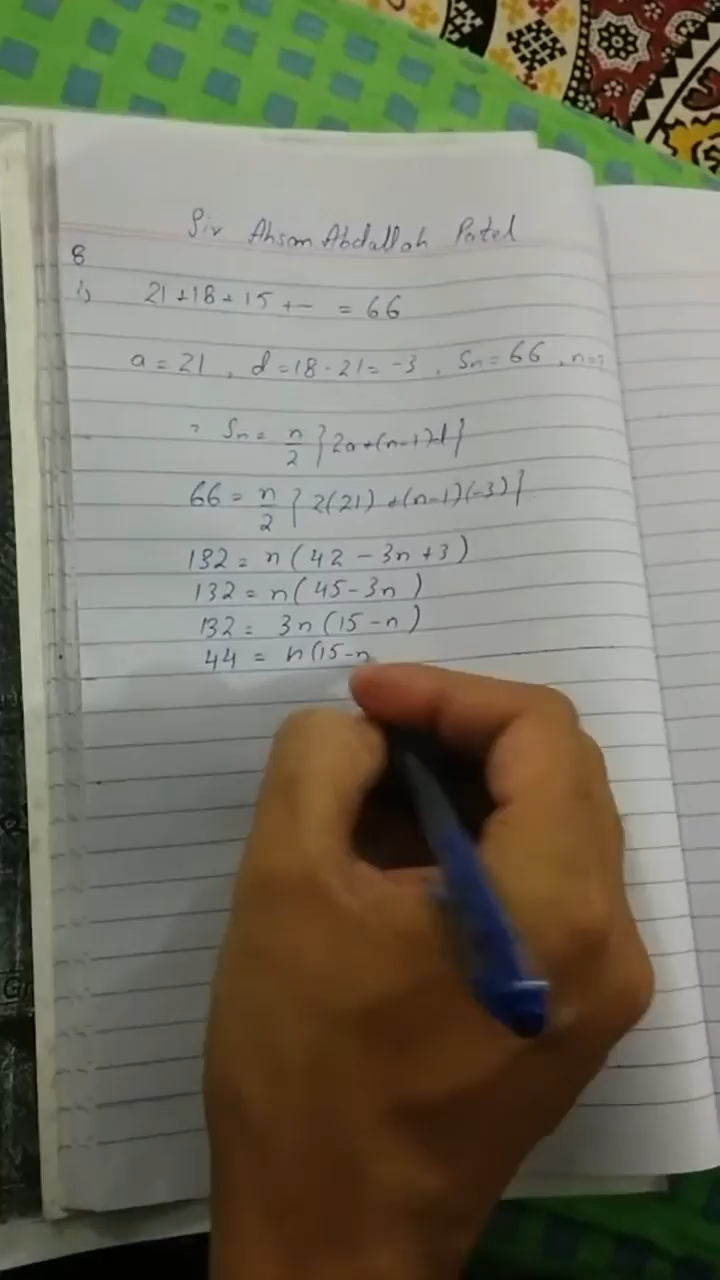 Sir Ahsan Abdallah Patel
8
i) 21 + 18 + 15 + - = 66
a = 21 , d = 18 - 21 = -3 , Sn = 66 , n = ?
∵ Sn = n/2 {2a + (n-1)d}
66 = n/2 {2(21) + (n-1)(-3)}
132 = n(42 - 3n + 3)
132 = n(45 - 3n)
132 = 3n(15 - n)
44 = n(15 - n